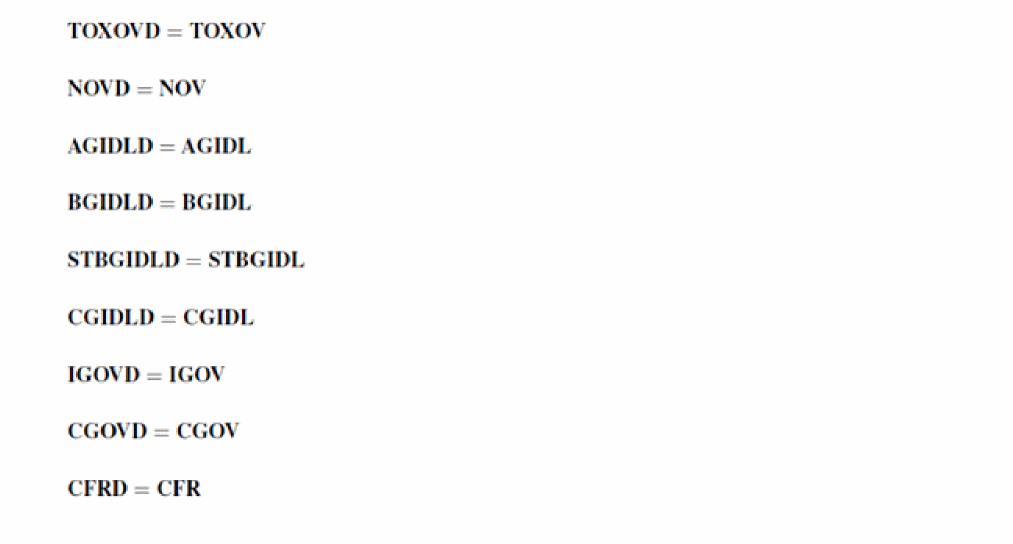 TOXOVD = TOXOV
NOVD = NOV
AGIDLD = AGIDL
BGIDLD = BGIDL
STBGIDLD = STBGIDL
CGIDLD = CGIDL
IGOVD = IGOV
CGOVD = CGOV
CFRD = CFR